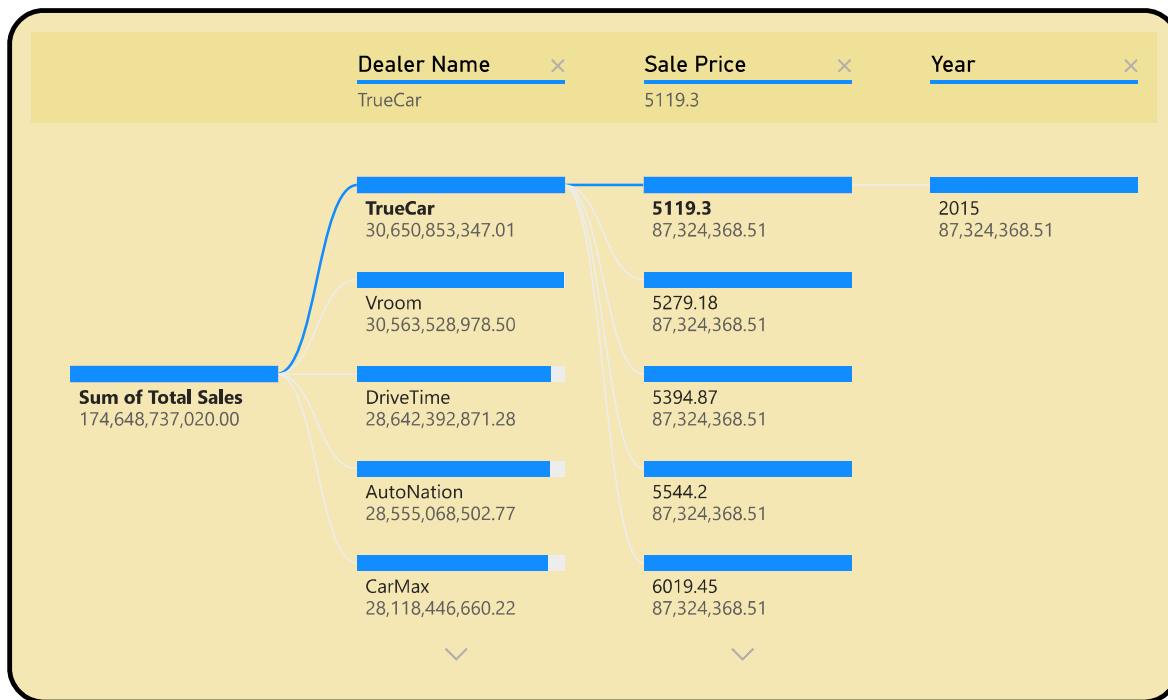 Dealer Name
TrueCar
Sale Price
5119.3
Year
Sum of Total Sales
174,648,737,020.00
TrueCar
30,650,853,347.01
Vroom
30,563,528,978.50
DriveTime
28,642,392,871.28
AutoNation
28,555,068,502.77
CarMax
28,118,446,660.22
5119.3
87,324,368.51
5279.18
87,324,368.51
5394.87
87,324,368.51
5544.2
87,324,368.51
6019.45
87,324,368.51
2015
87,324,368.51